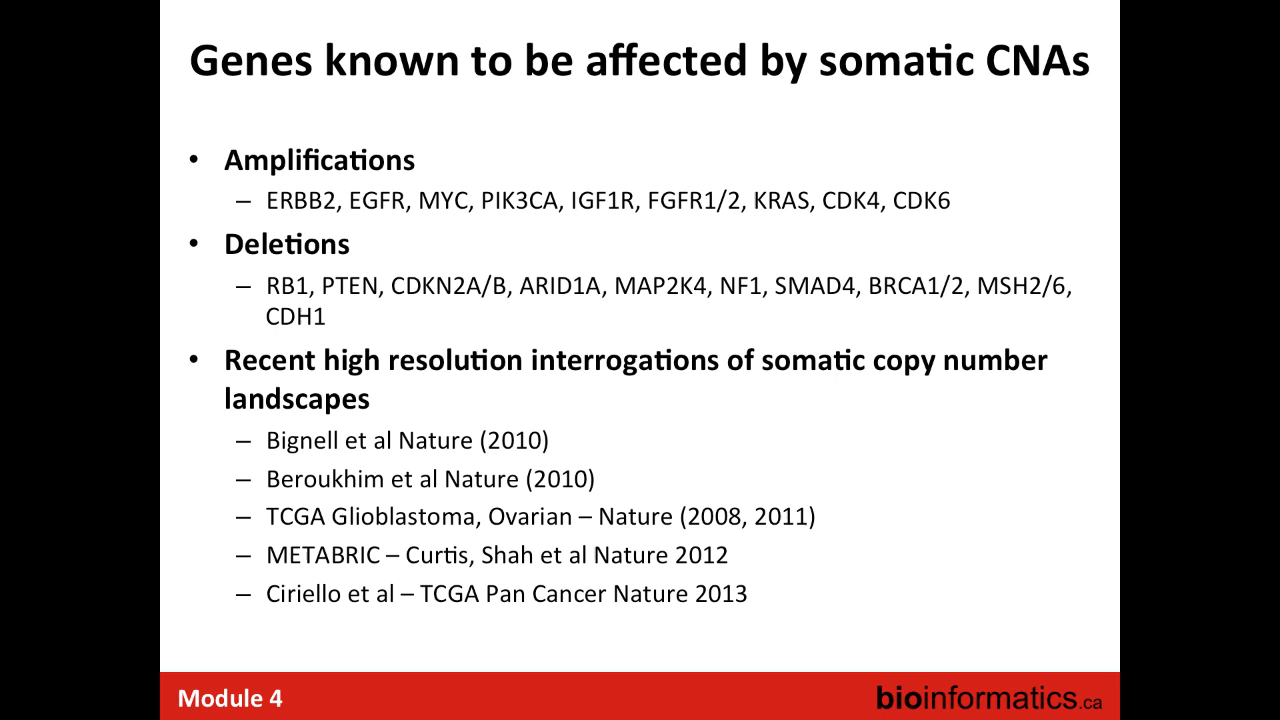 Genes known to be affected by somatic CNAs
• Amplifications
– ERBB2, EGFR, MYC, PIK3CA, IGF1R, FGFR1/2, KRAS, CDK4, CDK6
• Deletions
– RB1, PTEN, CDKN2A/B, ARID1A, MAP2K4, NF1, SMAD4, BRCA1/2, MSH2/6,
CDH1
• Recent high resolution interrogations of somatic copy number
landscapes
– Bignell et al Nature (2010)
– Beroukhim et al Nature (2010)
– TCGA Glioblastoma, Ovarian – Nature (2008, 2011)
– METABRIC – Curtis, Shah et al Nature 2012
– Ciriello et al – TCGA Pan Cancer Nature 2013
Module 4
bioinformatics.ca